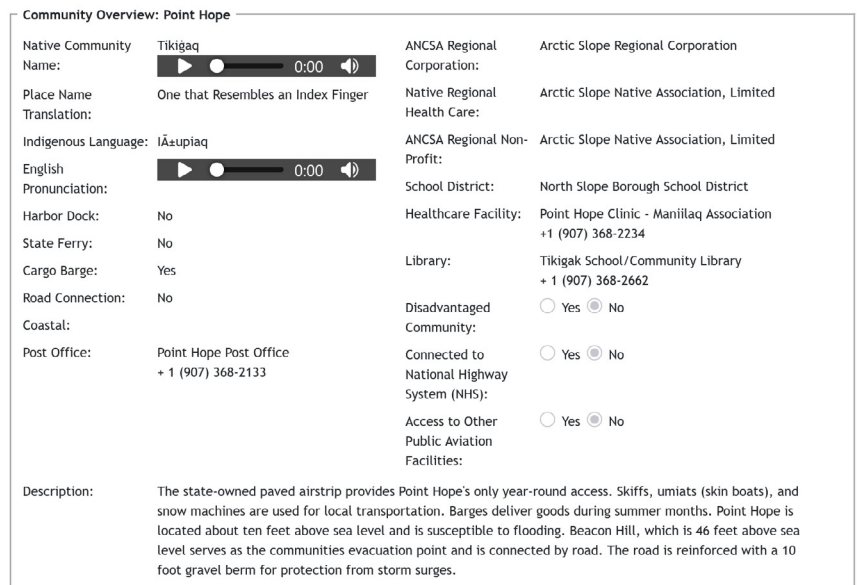 Community Overview: Point Hope
Native Community Name:
Tikiġaq
0:00
Place Name Translation:
One that Resembles an Index Finger
Indigenous Language:
IÃ±upiaq
English Pronunciation:
0:00
Harbor Dock:
No
State Ferry:
No
Cargo Barge:
Yes
Road Connection:
No
Coastal:
Post Office:
Point Hope Post Office
+ 1 (907) 368-2133
ANCSA Regional Corporation:
Arctic Slope Regional Corporation
Native Regional Health Care:
Arctic Slope Native Association, Limited
ANCSA Regional Non-Profit:
Arctic Slope Native Association, Limited
School District:
North Slope Borough School District
Healthcare Facility:
Point Hope Clinic - Maniilaq Association
+1 (907) 368-2234
Library:
Tikigak School/Community Library
+ 1 (907) 368-2662
Disadvantaged Community:
Yes No
Connected to National Highway System (NHS):
Yes No
Access to Other Public Aviation Facilities:
Yes No
Description:
The state-owned paved airstrip provides Point Hope's only year-round access. Skiffs, umiats (skin boats), and
snow machines are used for local transportation. Barges deliver goods during summer months. Point Hope is
located about ten feet above sea level and is susceptible to flooding. Beacon Hill, which is 46 feet above sea
level serves as the communities evacuation point and is connected by road. The road is reinforced with a 10
foot gravel berm for protection from storm surges.